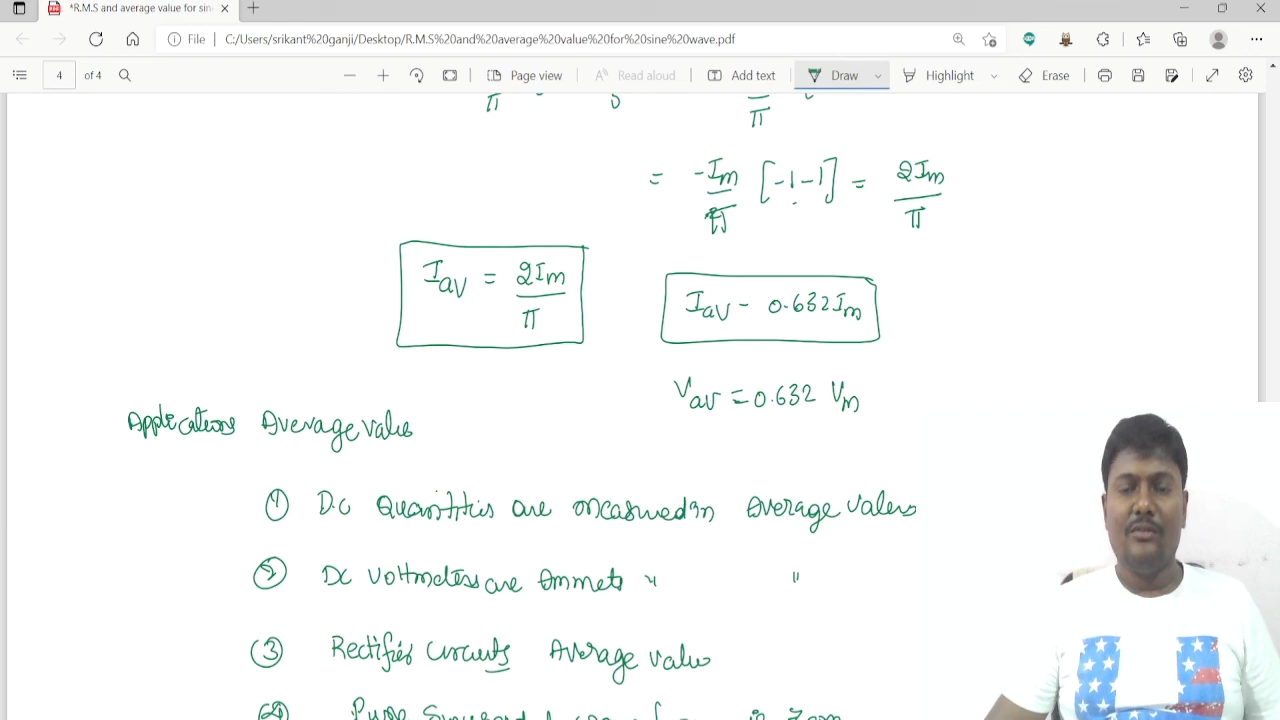 *R.M.S and average value for sin
File C:/Users/srikant%20ganji/Desktop/R.M.S%20and%20average%20value%20for%20sine%20wave.pdf
4 of 4 Page view Read aloud Add text Draw Highlight Erase
π π
= -Im/π [-1-1] = 2Im/π
Iav = 2Im/π
Iav - 0.632Im
Vav = 0.632 Vm
Applications Average value
① D.C Quantities are measured in average values
② DC voltmeters are Ammets " "
③ Rectifier circuits Average value